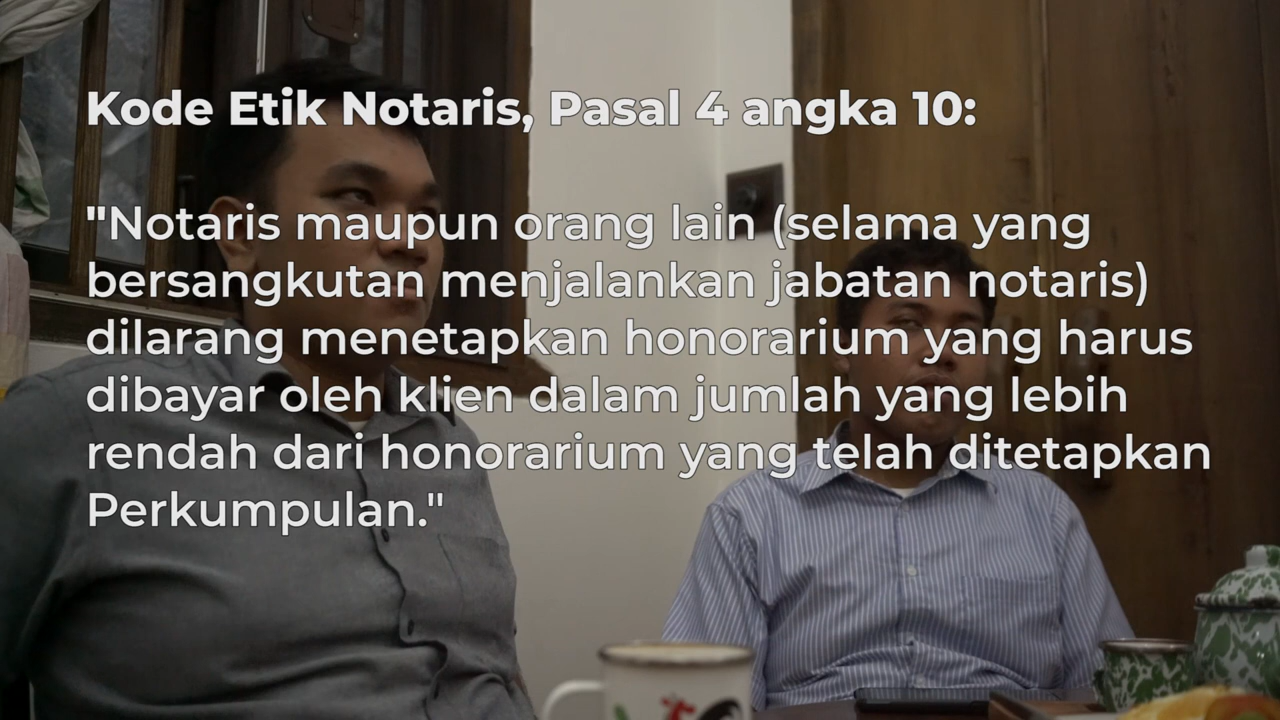 Kode Etik Notaris, Pasal 4 angka 10:
"Notaris maupun orang lain (selama yang
bersangkutan menjalankan jabatan notaris)
dilarang menetapkan honorarium yang harus
dibayar oleh klien dalam jumlah yang lebih
rendah dari honorarium yang telah ditetapkan
Perkumpulan."